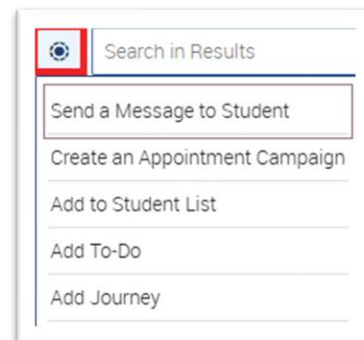 Search in Results
Send a Message to Student
Create an Appointment Campaign
Add to Student List
Add To-Do
Add Journey